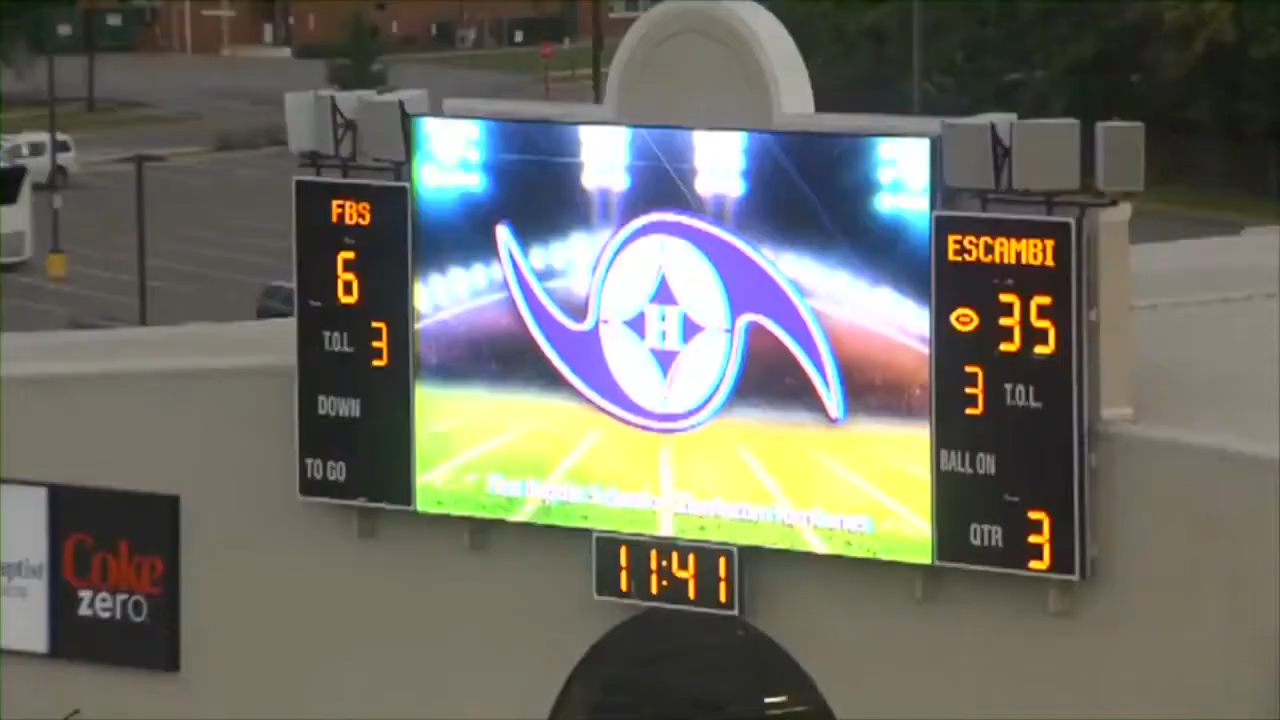 FBS
6
T.O.L. 3
DOWN
TO GO
H
ESCAMBI
35
3 T.O.L.
BALL ON
QTR 3
11:41
Coke
zero